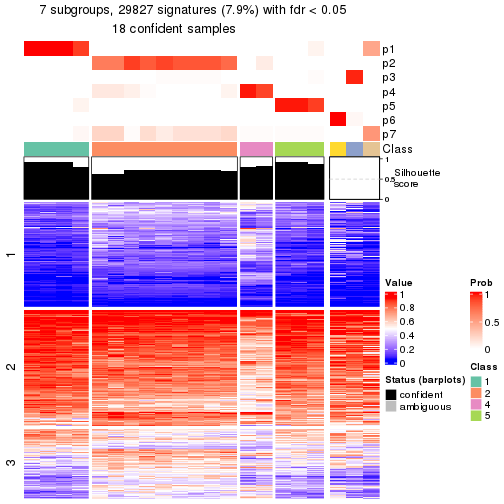 7 subgroups, 29827 signatures (7.9%) with fdr < 0.05
18 confident samples
p1
p2
p3
p4
p5
p6
p7
Class
1
0.5
0
Silhouette
score
1
2
3
Value
1
0.8
0.6
0.4
0.2
0
Status (barplots)
confident
ambiguous
Prob
1
0.5
0
Class
1
2
4
5